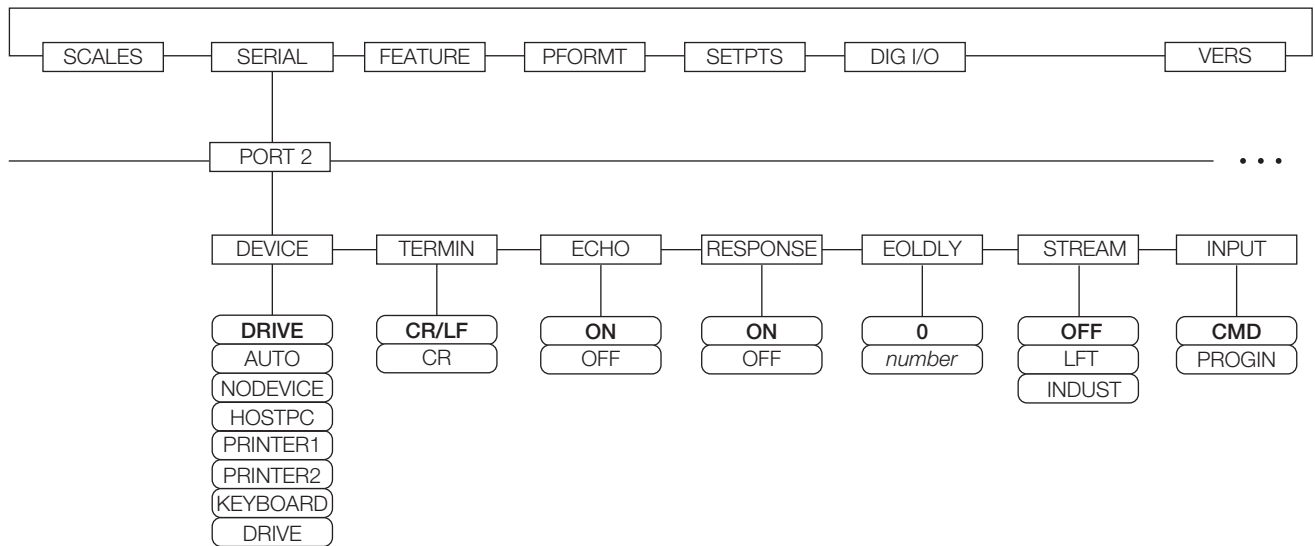 SCALES SERIAL FEATURE PFORMT SETPTS DIG I/O VERS
PORT 2
DEVICE TERMIN ECHO RESPONSE EOLDLY STREAM INPUT
DRIVE CR/LF ON ON 0 OFF CMD
AUTO CR OFF OFF number LFT PROGIN
NODEVICE INDUST
HOSTPC
PRINTER1
PRINTER2
KEYBOARD
DRIVE